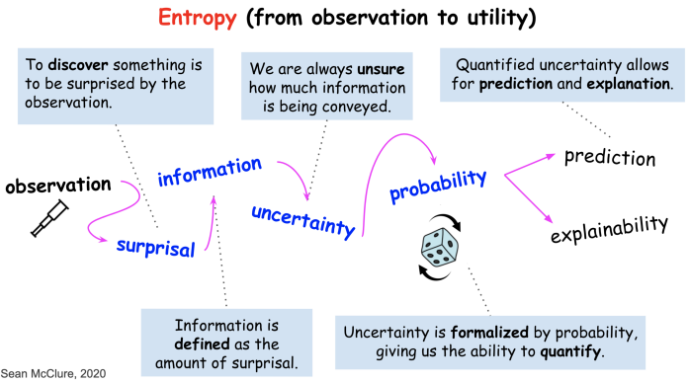 Entropy (from observation to utility)
To discover something is
to be surprised by the
observation.
We are always unsure
how much information
is being conveyed.
Quantified uncertainty allows
for prediction and explanation.
observation
surprisal
information
uncertainty
probability
prediction
explainability
Information is
defined as the
amount of surprisal.
Uncertainty is formalized by probability,
giving us the ability to quantify.
Sean McClure, 2020